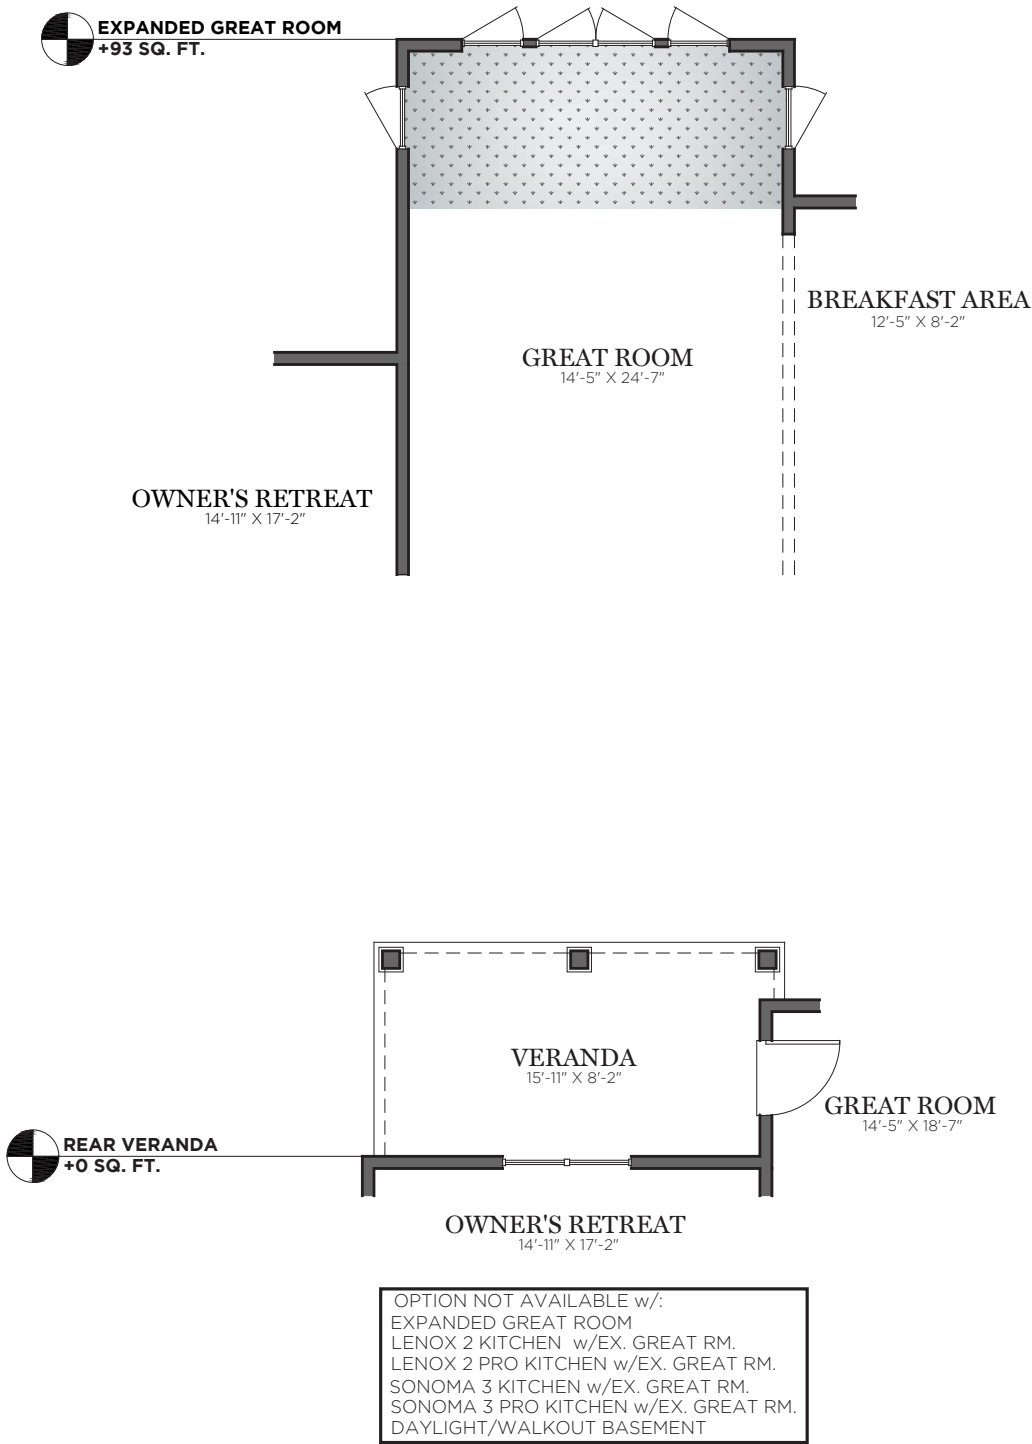 EXPANDED GREAT ROOM
+93 SQ. FT.
BREAKFAST AREA
12'-5" X 8'-2"
GREAT ROOM
14'-5" X 24'-7"
OWNER'S RETREAT
14'-11" X 17'-2"
VERANDA
15'-11" X 8'-2"
GREAT ROOM
14'-5" X 18'-7"
REAR VERANDA
+0 SQ. FT.
OWNER'S RETREAT
14'-11" X 17'-2"
OPTION NOT AVAILABLE w/:
EXPANDED GREAT ROOM
LENOX 2 KITCHEN w/EX. GREAT RM.
LENOX 2 PRO KITCHEN w/EX. GREAT RM.
SONOMA 3 KITCHEN w/EX. GREAT RM.
SONOMA 3 PRO KITCHEN w/EX. GREAT RM.
DAYLIGHT/WALKOUT BASEMENT